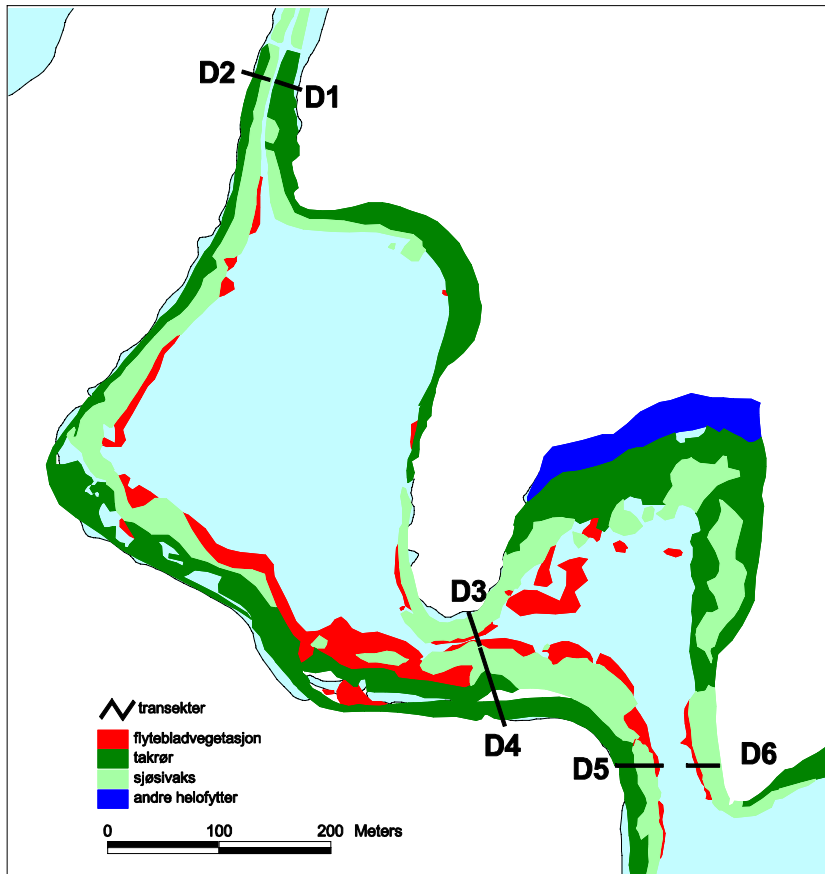 D2
D1
D3
D4
D5
D6
transekter
flytebladvegetasjon
takrør
sjøsivaks
andre helofytter
0 100 200 Meters